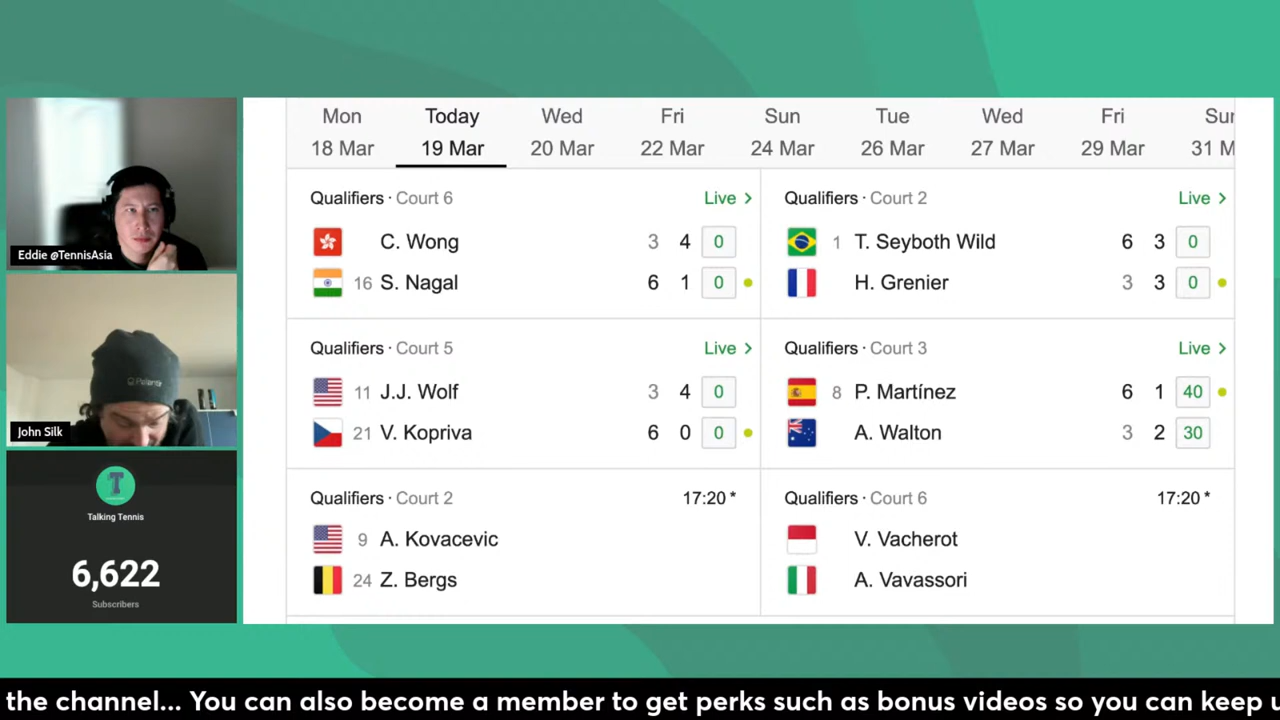 Eddie @TennisAsia
Palantir
John Silk
T
Talking Tennis
6,622
Subscribers
Mon Today Wed Fri Sun Tue Wed Fri Sun
18 Mar 19 Mar 20 Mar 22 Mar 24 Mar 26 Mar 27 Mar 29 Mar 31 M
Qualifiers · Court 6 Live >
C. Wong 3 4 0
16 S. Nagal 6 1 0
Qualifiers · Court 2 Live >
1 T. Seyboth Wild 6 3 0
H. Grenier 3 3 0
Qualifiers · Court 5 Live >
11 J.J. Wolf 3 4 0
21 V. Kopriva 6 0 0
Qualifiers · Court 3 Live >
8 P. Martínez 6 1 40
A. Walton 3 2 30
Qualifiers · Court 2 17:20 *
9 A. Kovacevic
24 Z. Bergs
Qualifiers · Court 6 17:20 *
V. Vacherot
A. Vavassori
the channel... You can also become a member to get perks such as bonus videos so you can keep u